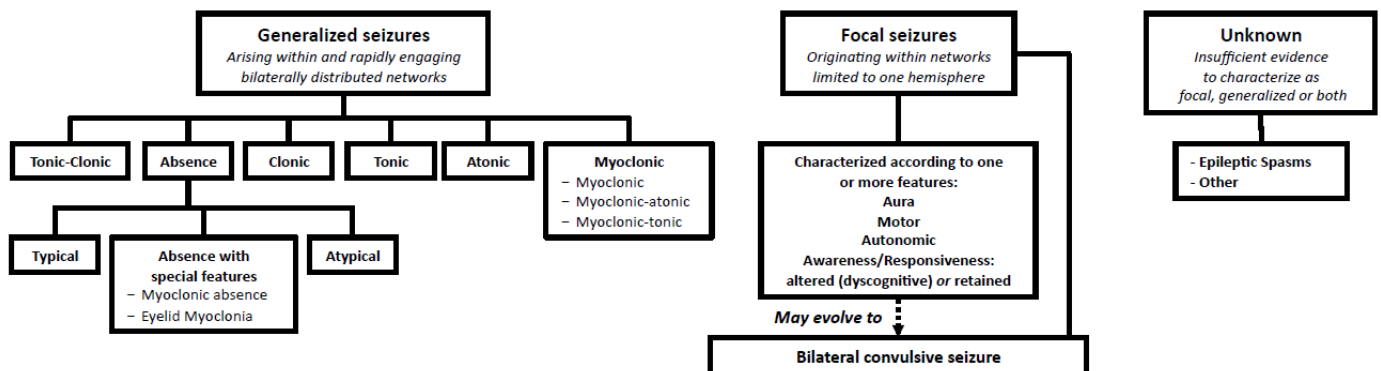 Generalized seizures
Arising within and rapidly engaging
bilaterally distributed networks
Tonic-Clonic
Absence
Clonic
Tonic
Atonic
Myoclonic
– Myoclonic
– Myoclonic-atonic
– Myoclonic-tonic
Typical
Absence with
special features
– Myoclonic absence
– Eyelid Myoclonia
Atypical
Focal seizures
Originating within networks
limited to one hemisphere
Characterized according to one
or more features:
Aura
Motor
Autonomic
Awareness/Responsiveness:
altered (dyscognitive) or retained
May evolve to
Bilateral convulsive seizure
Unknown
Insufficient evidence
to characterize as
focal, generalized or both
- Epileptic Spasms
- Other